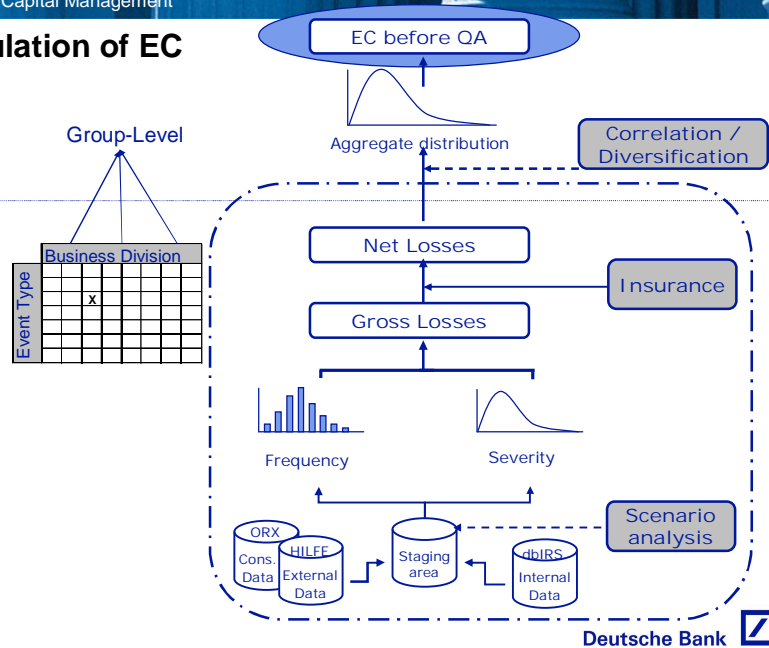 Capital Management
EC before QA
Aggregate distribution
Correlation /
Diversification
Group-Level
Business Division
Event Type
x
Net Losses
Insurance
Gross Losses
Frequency
Severity
Scenario
analysis
ORX
Cons.
Data
HILFE
External
Data
Staging
area
dbIRS
Internal
Data
Deutsche Bank
of EC